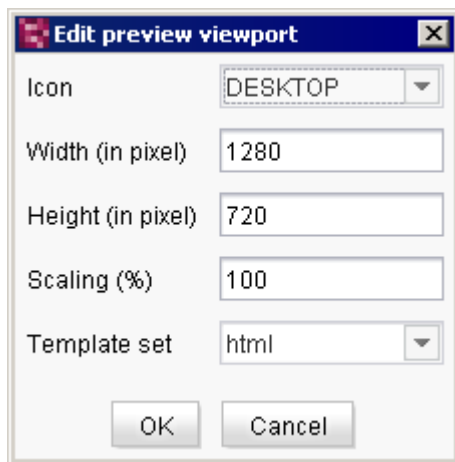 Edit preview viewport
Icon DESKTOP
Width (in pixel) 1280
Height (in pixel) 720
Scaling (%) 100
Template set html
OK Cancel